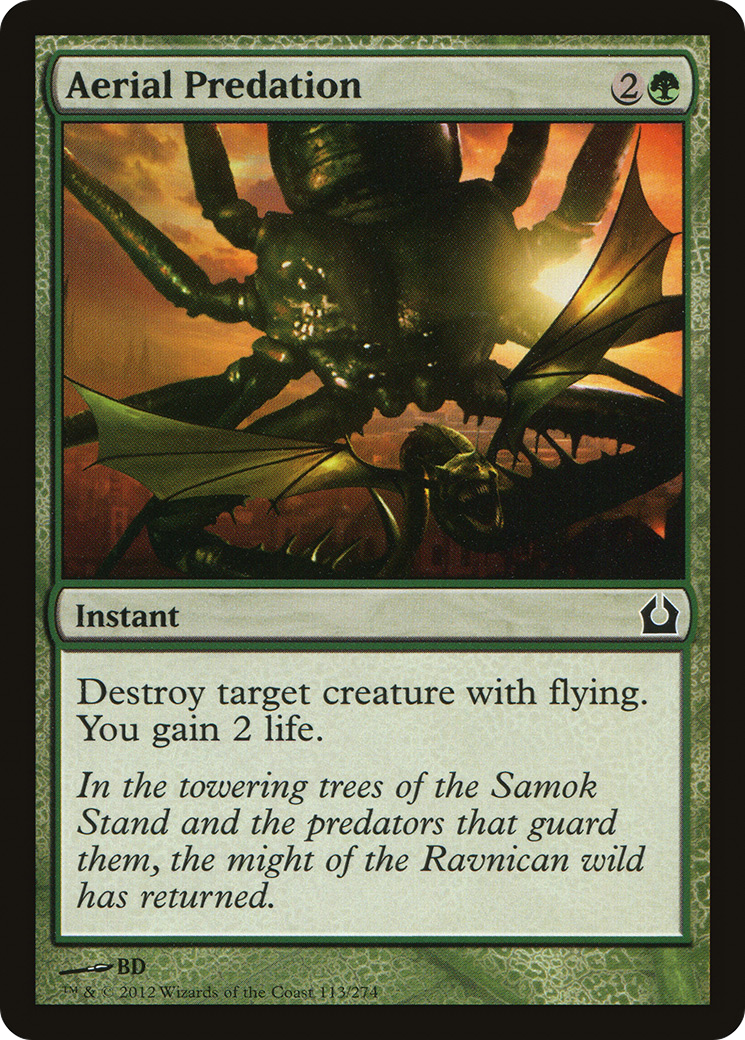 Aerial Predation 2
Instant
Destroy target creature with flying.
You gain 2 life.
In the towering trees of the Samok
Stand and the predators that guard
them, the might of the Ravnican wild
has returned.
BD
™ & © 2012 Wizards of the Coast 113/274